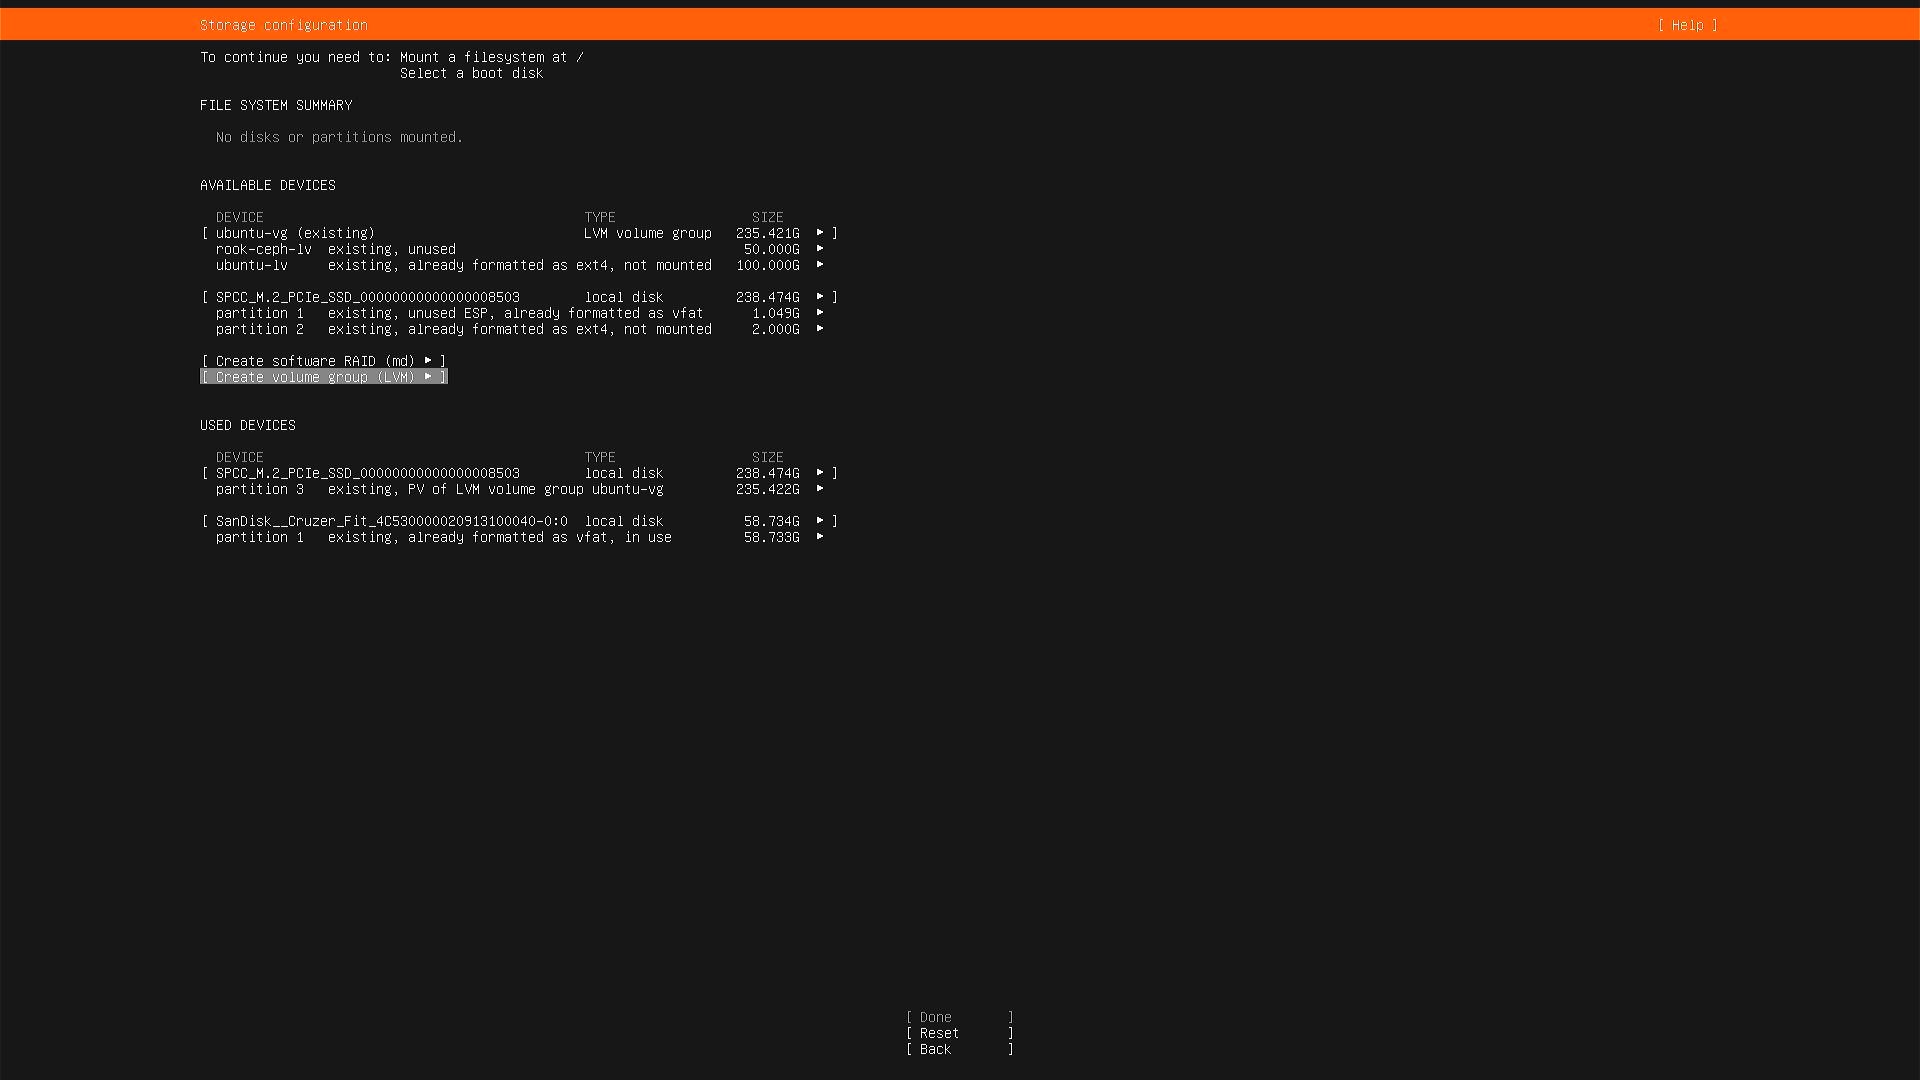 Storage configuration [ Help ]
To continue you need to: Mount a filesystem at /
Select a boot disk
FILE SYSTEM SUMMARY
No disks or partitions mounted.
AVAILABLE DEVICES
DEVICE TYPE SIZE
[ ubuntu-vg (existing) LVM volume group 235.421G ▸ ]
rook-ceph-lv existing, unused 50.000G ▸
ubuntu-lv existing, already formatted as ext4, not mounted 100.000G ▸
[ SPCC_M.2_PCIe_SSD_00000000000000008503 local disk 238.474G ▸ ]
partition 1 existing, unused ESP, already formatted as vfat 1.049G ▸
partition 2 existing, already formatted as ext4, not mounted 2.000G ▸
[ Create software RAID (md) ▸ ]
[ Create volume group (LVM) ▸ ]
USED DEVICES
DEVICE TYPE SIZE
[ SPCC_M.2_PCIe_SSD_00000000000000008503 local disk 238.474G ▸ ]
partition 3 existing, PV of LVM volume group ubuntu-vg 235.422G ▸
[ SanDisk__Cruzer_Fit_4C530000020913100040-0:0 local disk 58.734G ▸ ]
partition 1 existing, already formatted as vfat, in use 58.733G ▸
[ Done ]
[ Reset ]
[ Back ]